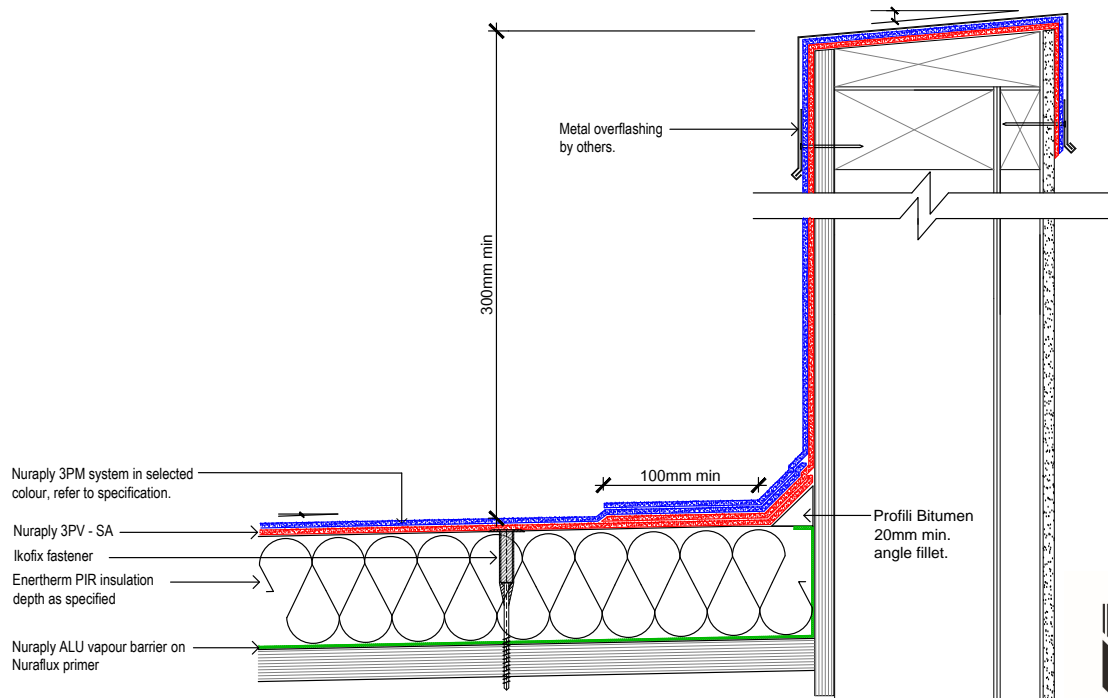 Metal overflashing
by others.
300mm min
Nuraply 3PM system in selected
colour, refer to specification.
100mm min
Nuraply 3PV - SA
Ikofix fastener
Enertherm PIR insulation
depth as specified
Profili Bitumen
20mm min.
angle fillet.
Nuraply ALU vapour barrier on
Nuraflux primer